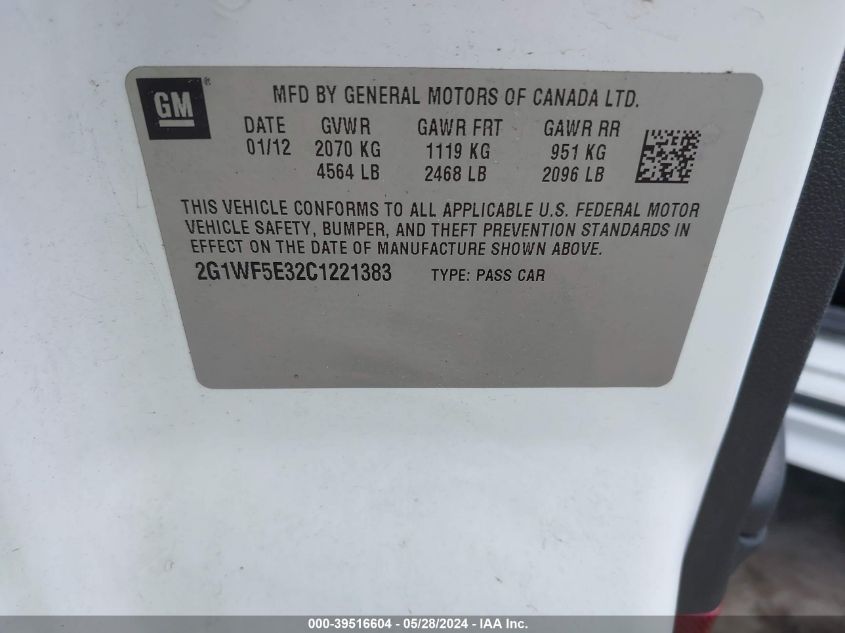 GM ®
MFD BY GENERAL MOTORS OF CANADA LTD.
DATE GVWR GAWR FRT GAWR RR
01/12 2070 KG 1119 KG 951 KG
4564 LB 2468 LB 2096 LB
THIS VEHICLE CONFORMS TO ALL APPLICABLE U.S. FEDERAL MOTOR
VEHICLE SAFETY, BUMPER, AND THEFT PREVENTION STANDARDS IN
EFFECT ON THE DATE OF MANUFACTURE SHOWN ABOVE.
2G1WF5E32C1221383 TYPE: PASS CAR
000-39516604 | 05/28/2024 - IAA Inc.